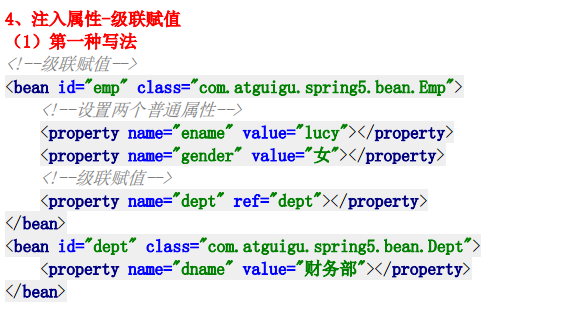 4、注入属性-级联赋值
（1）第一种写法
<!--级联赋值-->
<bean id="emp" class="com.atguigu.spring5.bean.Emp">
    <!--设置两个普通属性-->
    <property name="ename" value="lucy"></property>
    <property name="gender" value="女"></property>
    <!--级联赋值-->
    <property name="dept" ref="dept"></property>
</bean>
<bean id="dept" class="com.atguigu.spring5.bean.Dept">
    <property name="dname" value="财务部"></property>
</bean>